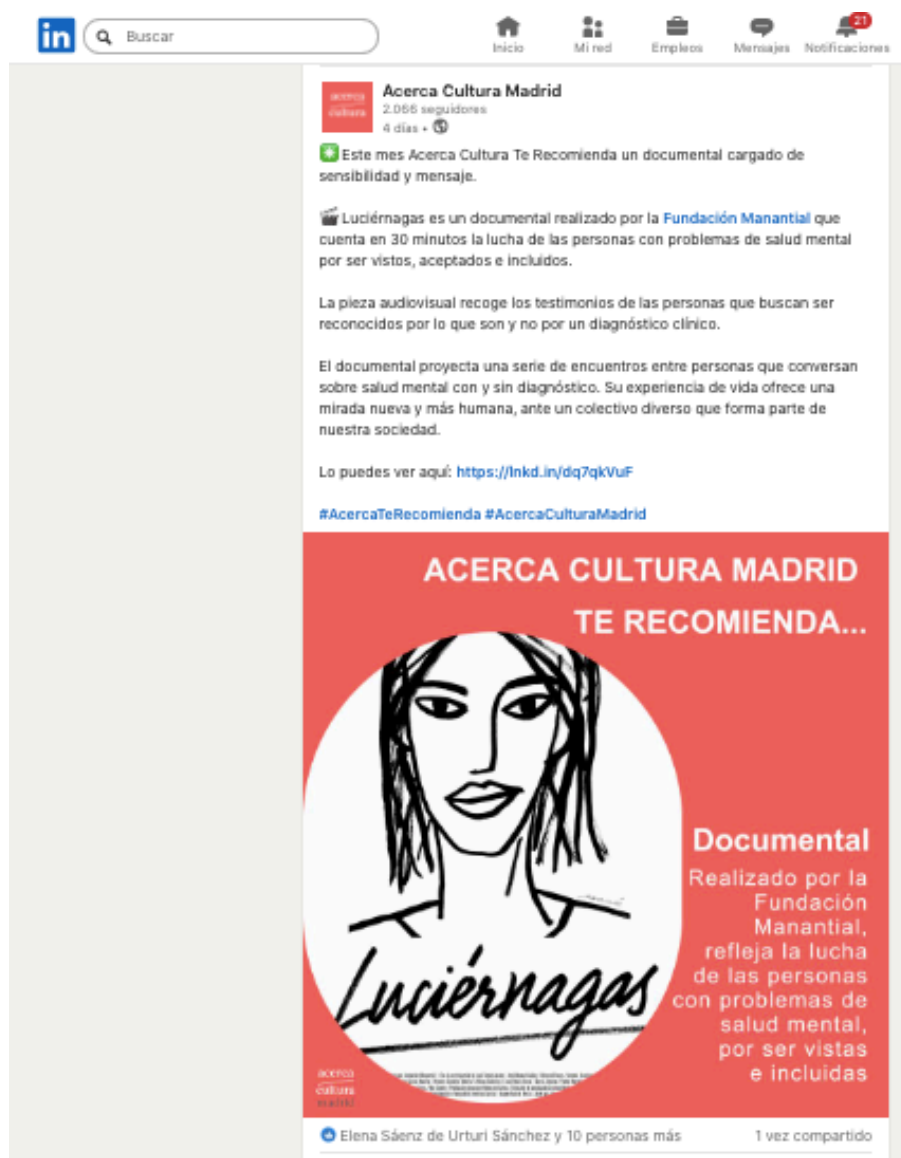 in
Buscar
Inicio
Mi red
Empleos
Mensajes
21
Notificaciones
acerca
cultura
Acerca Cultura Madrid
2.066 seguidores
4 días •
Este mes Acerca Cultura Te Recomienda un documental cargado de
sensibilidad y mensaje.
Luciérnagas es un documental realizado por la Fundación Manantial que
cuenta en 30 minutos la lucha de las personas con problemas de salud mental
por ser vistos, aceptados e incluidos.
La pieza audiovisual recoge los testimonios de las personas que buscan ser
reconocidos por lo que son y no por un diagnóstico clínico.
El documental proyecta una serie de encuentros entre personas que conversan
sobre salud mental con y sin diagnóstico. Su experiencia de vida ofrece una
mirada nueva y más humana, ante un colectivo diverso que forma parte de
nuestra sociedad.
Lo puedes ver aquí: https://lnkd.in/dq7qkVuF
#AcercaTeRecomienda #AcercaCulturaMadrid
ACERCA CULTURA MADRID
TE RECOMIENDA...
Documental
Realizado por la
Fundación
Manantial,
refleja la lucha
de las personas
con problemas de
salud mental,
por ser vistas
e incluidas
Luciérnagas
acerca
cultura
madrid
Elena Sáenz de Urturi Sánchez y 10 personas más
1 vez compartido